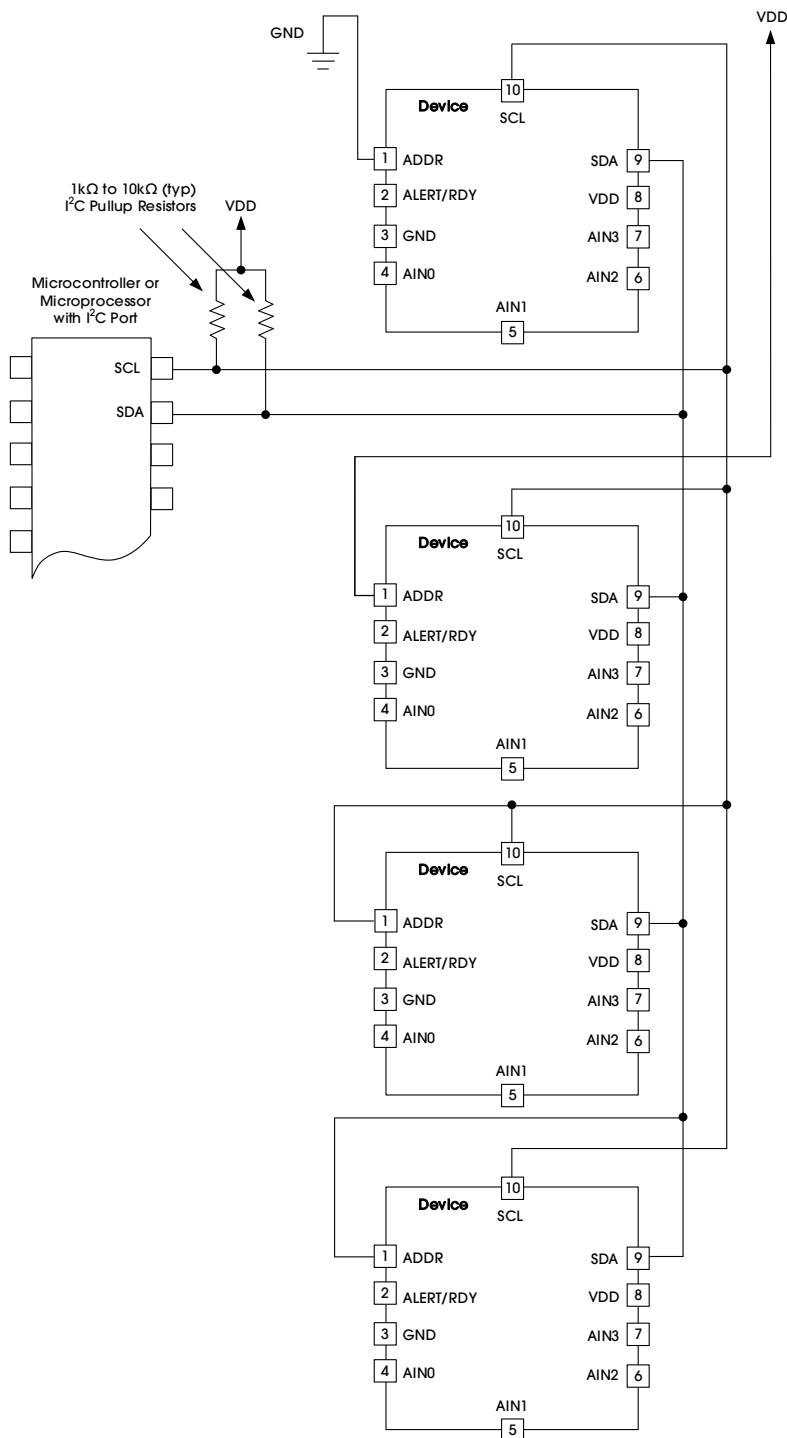 VDD
GND
10
Device
SCL
1 ADDR
SDA 9
2 ALERT/RDY
VDD 8
3 GND
AIN3 7
4 AIN0
AIN2 6
AIN1
5
1kΩ to 10kΩ (typ)
I²C Pullup Resistors
VDD
Microcontroller or
Microprocessor
with I²C Port
SCL
SDA
10
Device
SCL
1 ADDR
SDA 9
2 ALERT/RDY
VDD 8
3 GND
AIN3 7
4 AIN0
AIN2 6
AIN1
5
10
Device
SCL
1 ADDR
SDA 9
2 ALERT/RDY
VDD 8
3 GND
AIN3 7
4 AIN0
AIN2 6
AIN1
5
10
Device
SCL
1 ADDR
SDA 9
2 ALERT/RDY
VDD 8
3 GND
AIN3 7
4 AIN0
AIN2 6
AIN1
5